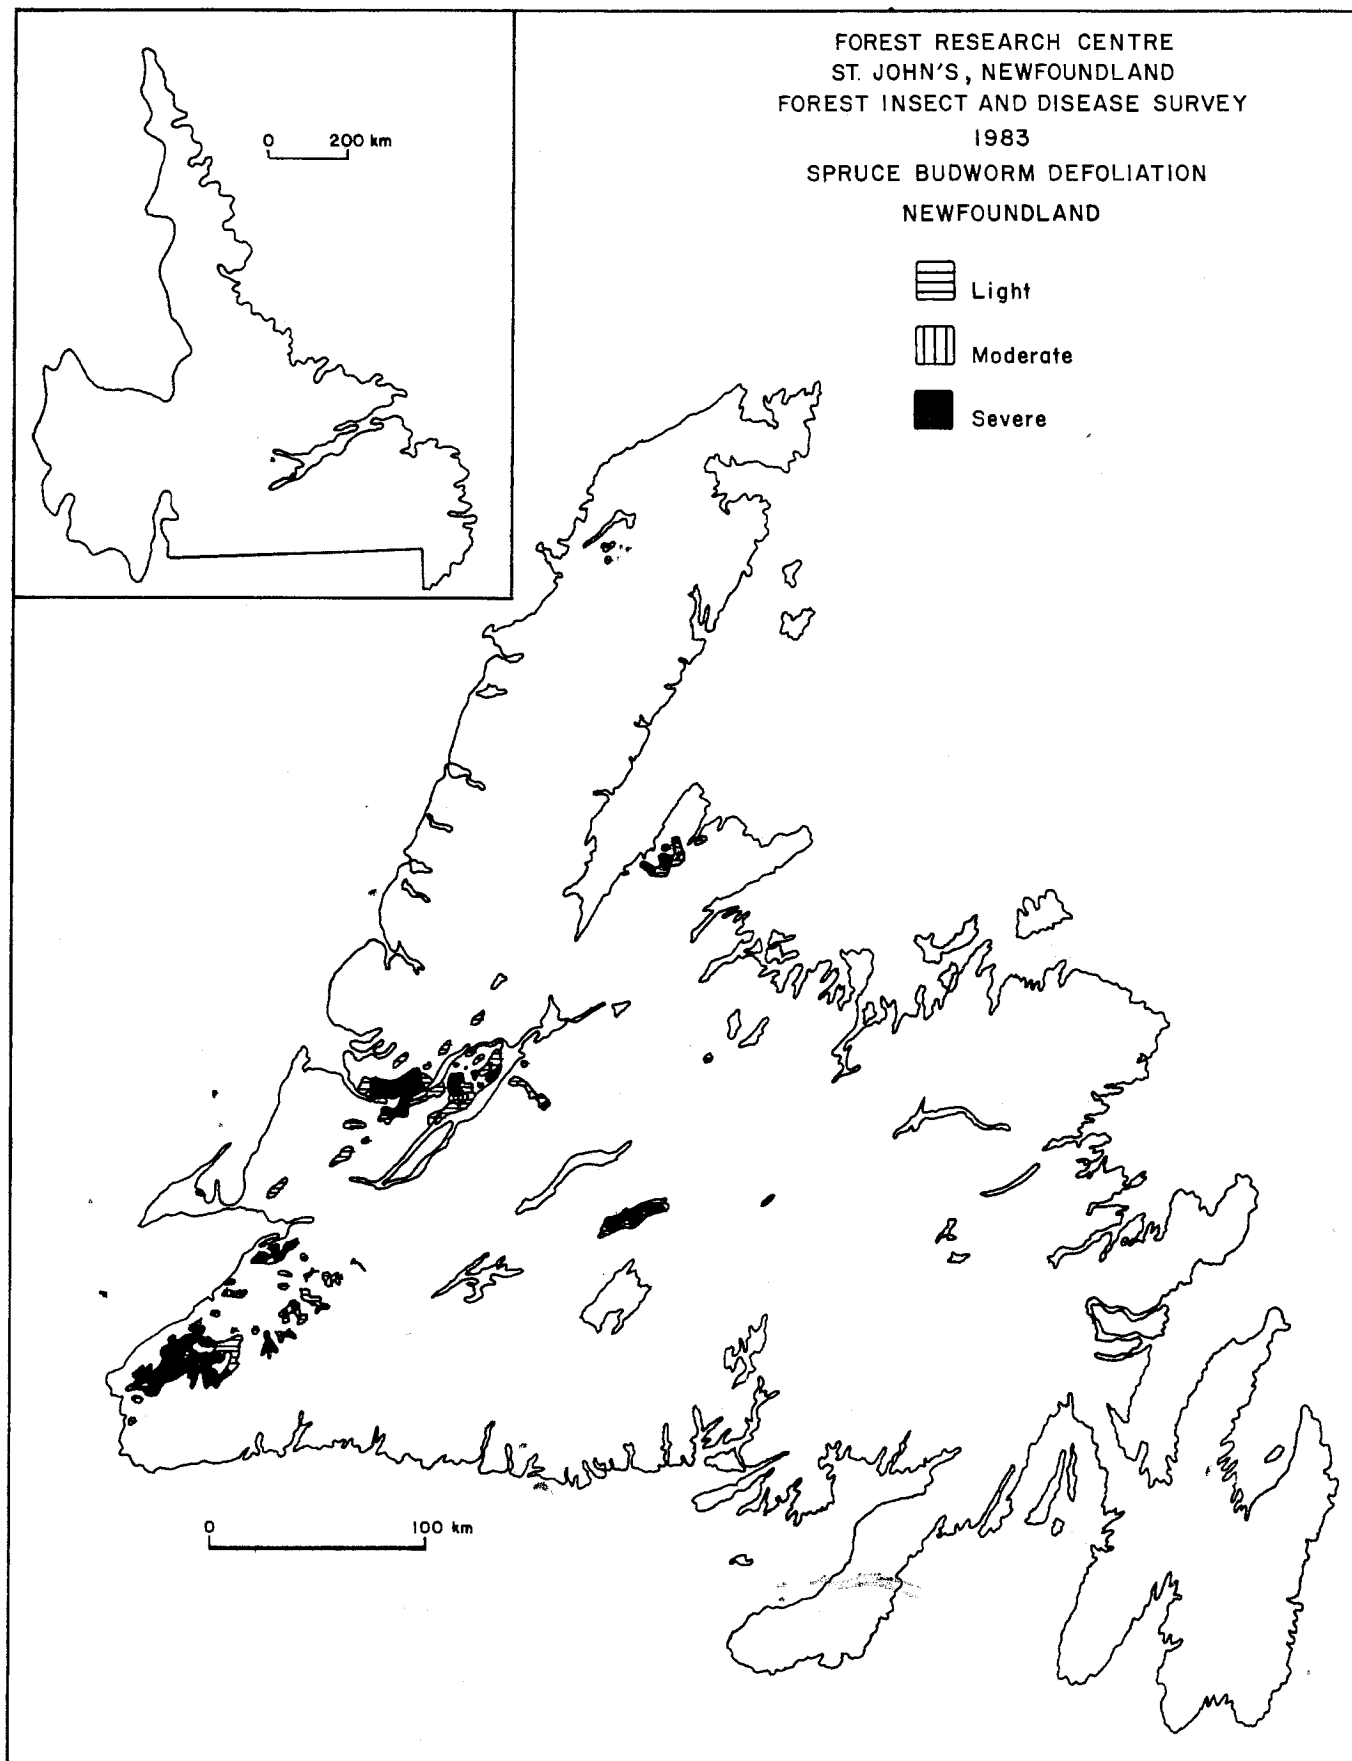 FOREST RESEARCH CENTRE
ST. JOHN'S, NEWFOUNDLAND
FOREST INSECT AND DISEASE SURVEY
1983
SPRUCE BUDWORM DEFOLIATION
NEWFOUNDLAND
0 200 km
Light
Moderate
Severe
0 100 km